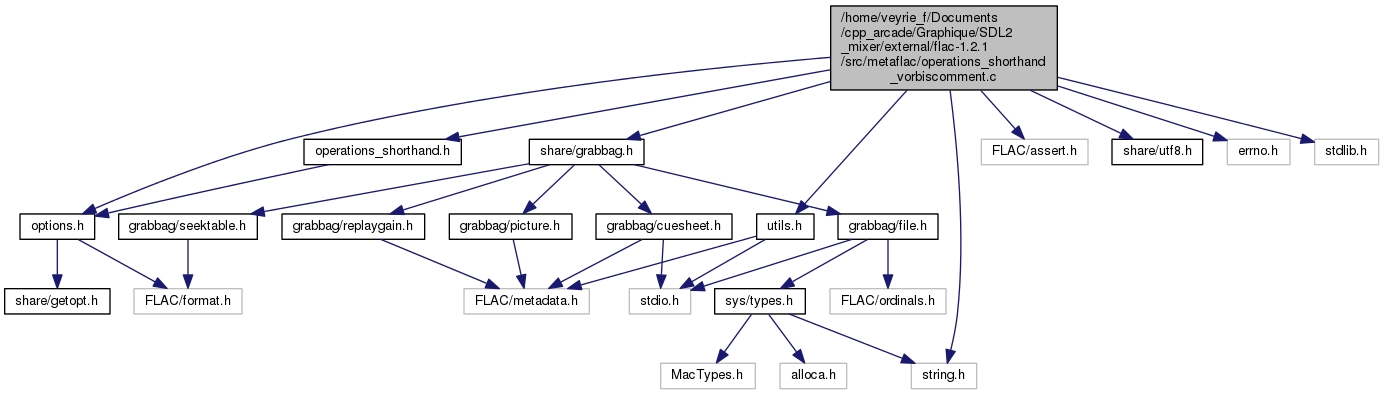 /home/veyrie_f/Documents
/cpp_arcade/Graphique/SDL2
_mixer/external/flac-1.2.1
/src/metaflac/operations_shorthand
_vorbiscomment.c
operations_shorthand.h
share/grabbag.h
FLAC/assert.h
share/utf8.h
errno.h
stdlib.h
options.h
grabbag/seektable.h
grabbag/replaygain.h
grabbag/picture.h
grabbag/cuesheet.h
utils.h
grabbag/file.h
share/getopt.h
FLAC/format.h
FLAC/metadata.h
stdio.h
sys/types.h
FLAC/ordinals.h
MacTypes.h
alloca.h
string.h